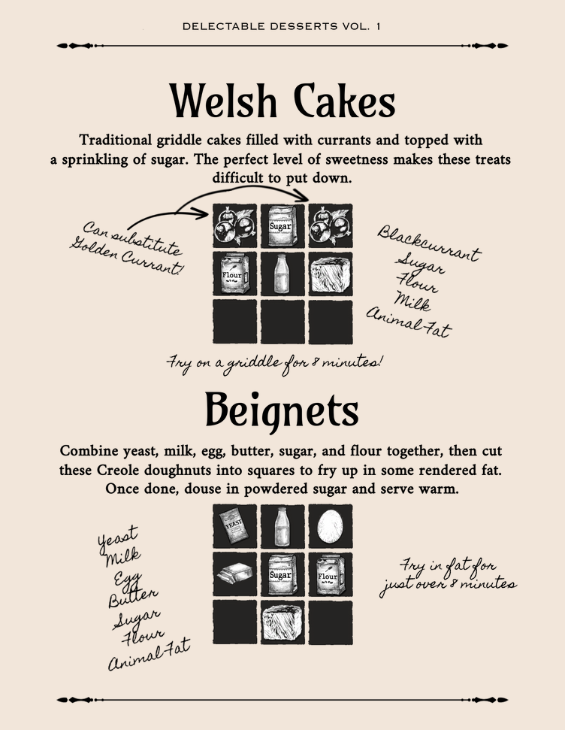 DELECTABLE DESSERTS VOL. 1
Welsh Cakes
Traditional griddle cakes filled with currants and topped with
a sprinkling of sugar. The perfect level of sweetness makes these treats
difficult to put down.
Can substitute
Golden Currant!
Sugar
Flour
Blackcurrant
Sugar
Flour
Milk
Animal Fat
Fry on a griddle for 8 minutes!
Beignets
Combine yeast, milk, egg, butter, sugar, and flour together, then cut
these Creole doughnuts into squares to fry up in some rendered fat.
Once done, douse in powdered sugar and serve warm.
Yeast
Milk
Egg
Butter
Sugar
Flour
Animal Fat
YEAST
Sugar
Flour
Fry in fat for
just over 8 minutes